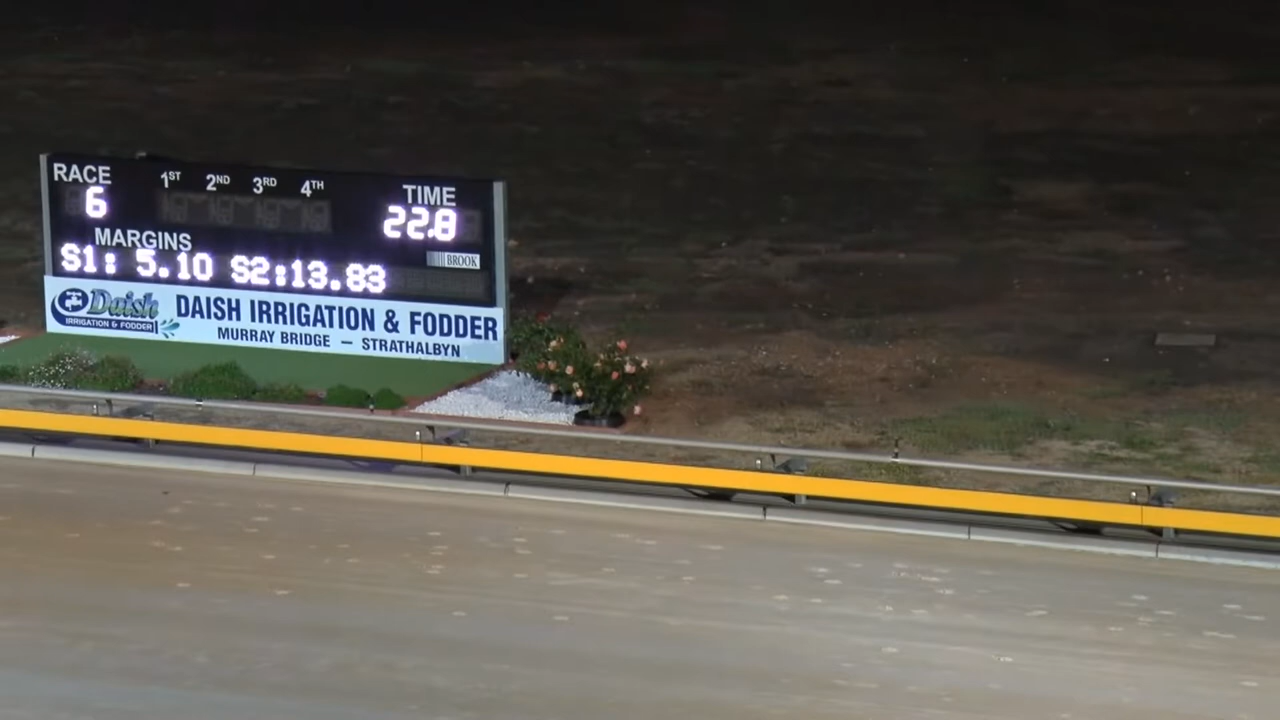 RACE 1ST 2ND 3RD 4TH TIME
6 22.8
MARGINS
BROOK
S1: 5.10 S2:13.83
Daish
IRRIGATION & FODDER
DAISH IRRIGATION & FODDER
MURRAY BRIDGE — STRATHALBYN